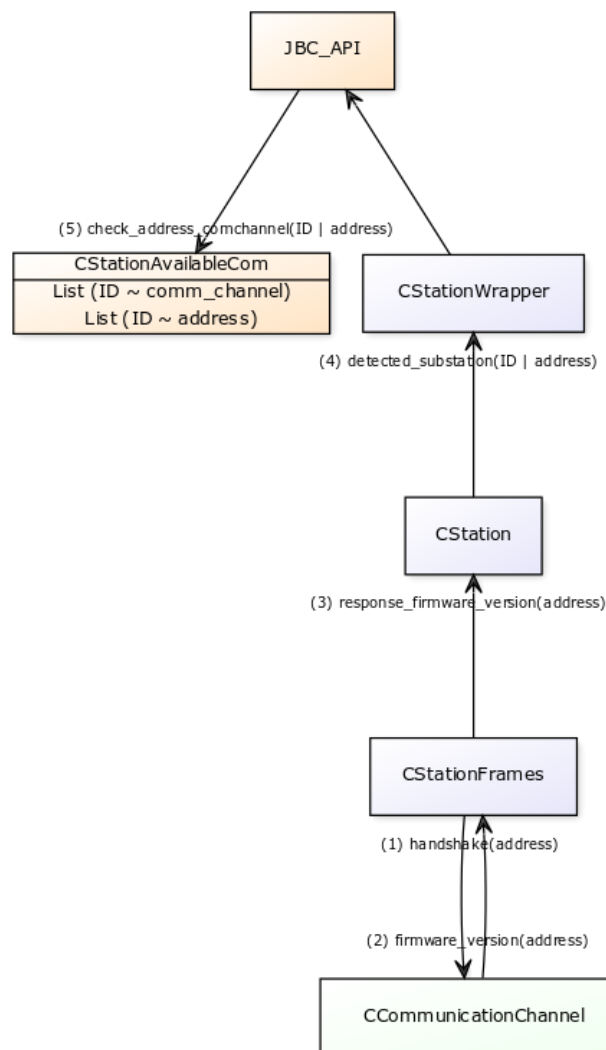 JBC_API
(5) check_address_comchannel(ID | address)
CStationAvailableCom
List (ID ~ comm_channel)
List (ID ~ address)
CStationWrapper
(4) detected_substation(ID | address)
CStation
(3) response_firmware_version(address)
CStationFrames
(1) handshake(address)
(2) firmware_version(address)
CCommunicationChannel